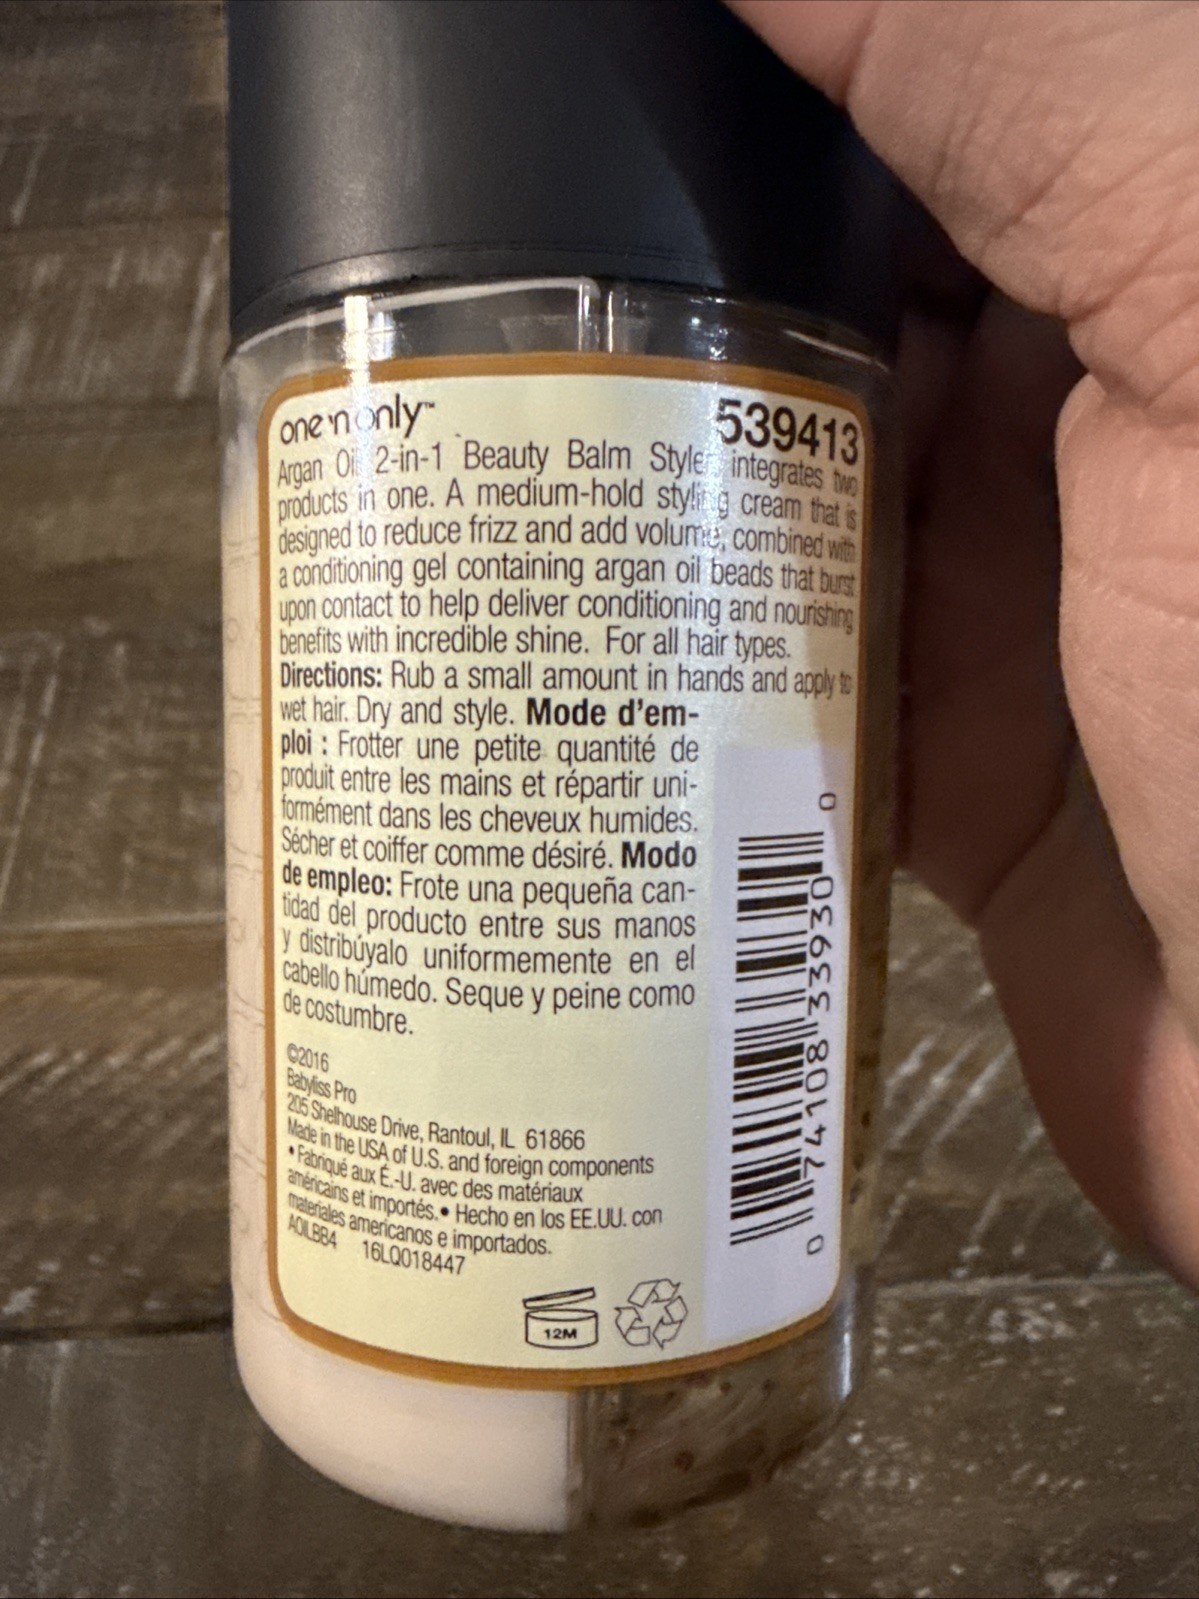 one 'n only™
539413
Argan Oil 2-in-1 Beauty Balm Styler integrates two
products in one. A medium-hold styling cream that is
designed to reduce frizz and add volume, combined with
a conditioning gel containing argan oil beads that burst
upon contact to help deliver conditioning and nourishing
benefits with incredible shine. For all hair types.
Directions: Rub a small amount in hands and apply to
wet hair. Dry and style. Mode d'em-
ploi : Frotter une petite quantité de
produit entre les mains et répartir uni-
formément dans les cheveux humides.
Sécher et coiffer comme désiré. Modo
de empleo: Frote una pequeña can-
tidad del producto entre sus manos
y distribúyalo uniformemente en el
cabello húmedo. Seque y peine como
de costumbre.
©2016
Babyliss Pro
205 Shelhouse Drive, Rantoul, IL 61866
Made in the USA of U.S. and foreign components
• Fabriqué aux É.-U. avec des matériaux
américains et importés. • Hecho en los EE.UU. con
materiales americanos e importados.
AOILBB4 16LQ018447
12M
0 74108 33930 0